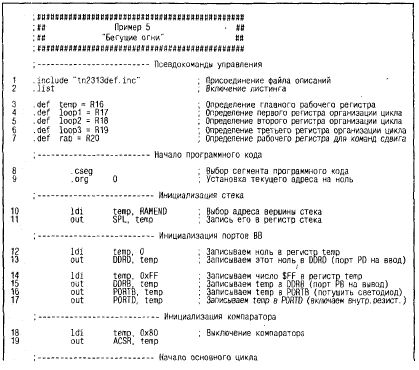 ;##########################################
;## Пример 5 ##
;## "Бегущие огни" ##
;##########################################
;------------------------- Псевдокоманды управления
1 .include "tn2313def.inc" ; Присоединение файла описаний
2 .list ; Включение листинга
3 .def temp = R16 ; Определение главного рабочего регистра
4 .def loop1 = R17 ; Определение первого регистра организации цикла
5 .def loop2 = R18 ; Определение второго регистра организации цикла
6 .def loop3 = R19 ; Определение третьего регистра организации цикла
7 .def rab = R20 ; Определение рабочего регистра для команд сдвига
;------------------------- Начало программного кода
8 .cseg ; Выбор сегмента программного кода
9 .org 0 ; Установка текущего адреса на ноль
;------------------------- Инициализация стека
10 ldi temp, RAMEND ; Выбор адреса вершины стека
11 out SPL, temp ; Запись его в регистр стека
;------------------------- Инициализация портов ВВ
12 ldi temp, 0 ; Записываем ноль в регистр temp
13 out DDRD, temp ; Записываем этот ноль в DDRD (порт PD на ввод)
14 ldi temp, 0xFF ; Записываем число $FF в регистр temp
15 out DDRB, temp ; Записываем temp в DDRB (порт PB на вывод)
16 out PORTB, temp ; Записываем temp в PORTB (потушить светодиод)
17 out PORTD, temp ; Записываем temp в PORTD (включаем внутр.резист.)
;------------------------- Инициализация компаратора
18 ldi temp, 0x80 ; Выключение компаратора
19 out ACSR, temp
;------------------------- Начало основного цикла